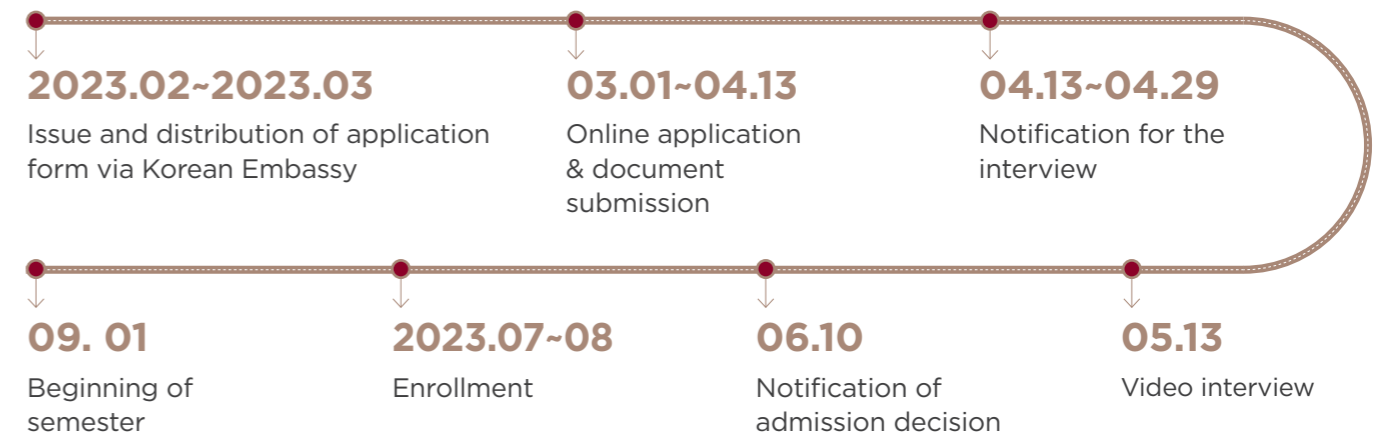 2023.02~2023.03
Issue and distribution of application
form via Korean Embassy
03.01~04.13
Online application
& document
submission
04.13~04.29
Notification for the
interview
05.13
Video interview
06.10
Notification of
admission decision
2023.07~08
Enrollment
09. 01
Beginning of
semester